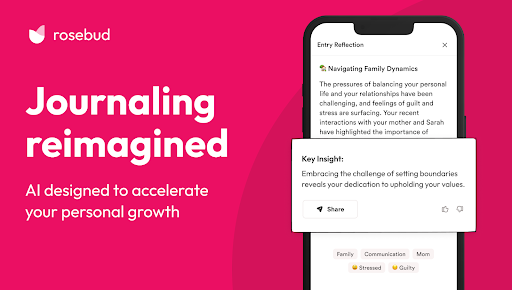 rosebud
Journaling
reimagined
AI designed to accelerate
your personal growth
Entry Reflection
Navigating Family Dynamics
The pressures of balancing your personal
life and your relationships have been
challenging, and feelings of guilt and
stress are surfacing. Your recent
interactions with your mother and Sarah
have highlighted the importance of
Key Insight:
Embracing the challenge of setting boundaries
reveals your dedication to upholding your values.
Share
Family Communication Mom
😫 Stressed 😟 Guilty